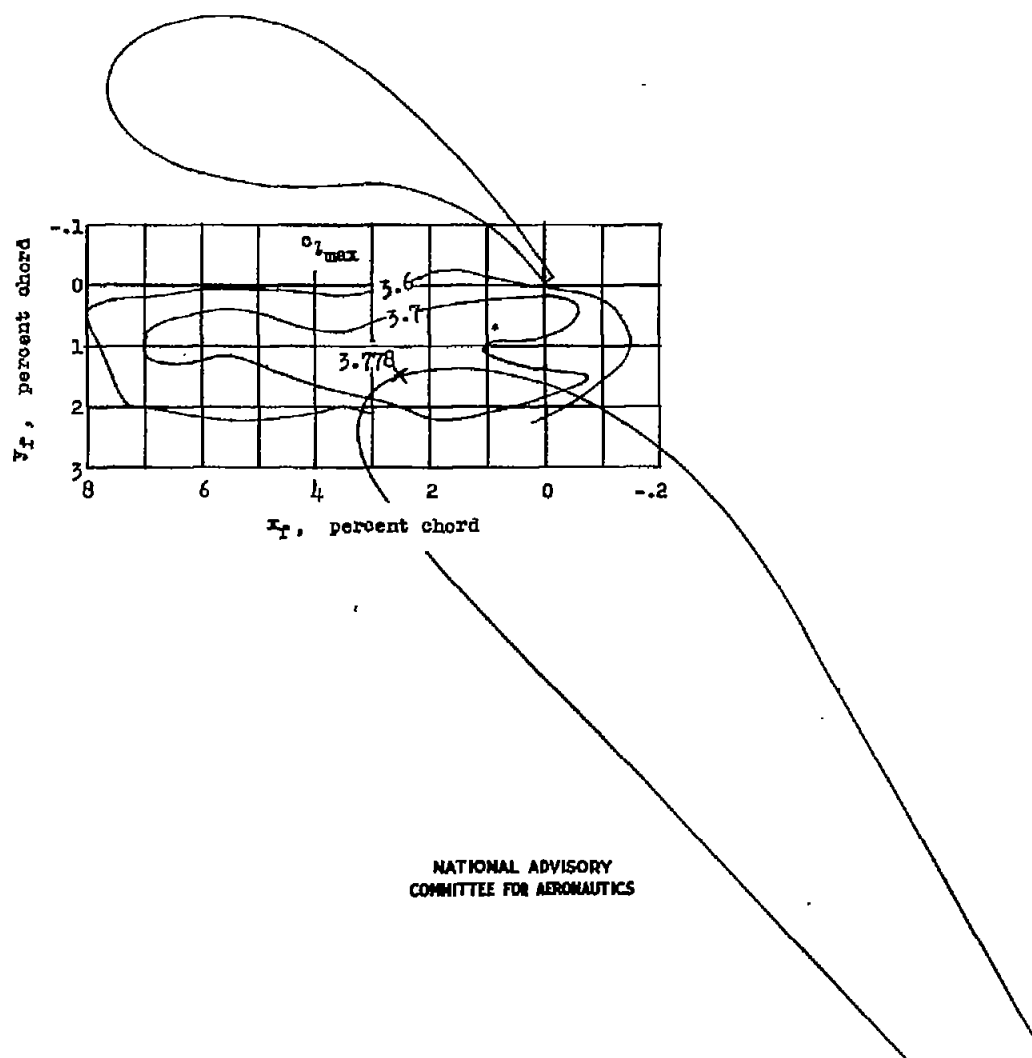 -.1
c_l max
0
3.6
3.7
1
3.778
2
3
8 6 4 2 0 -.2
y_f, percent chord
x_f, percent chord
NATIONAL ADVISORY
COMMITTEE FOR AERONAUTICS